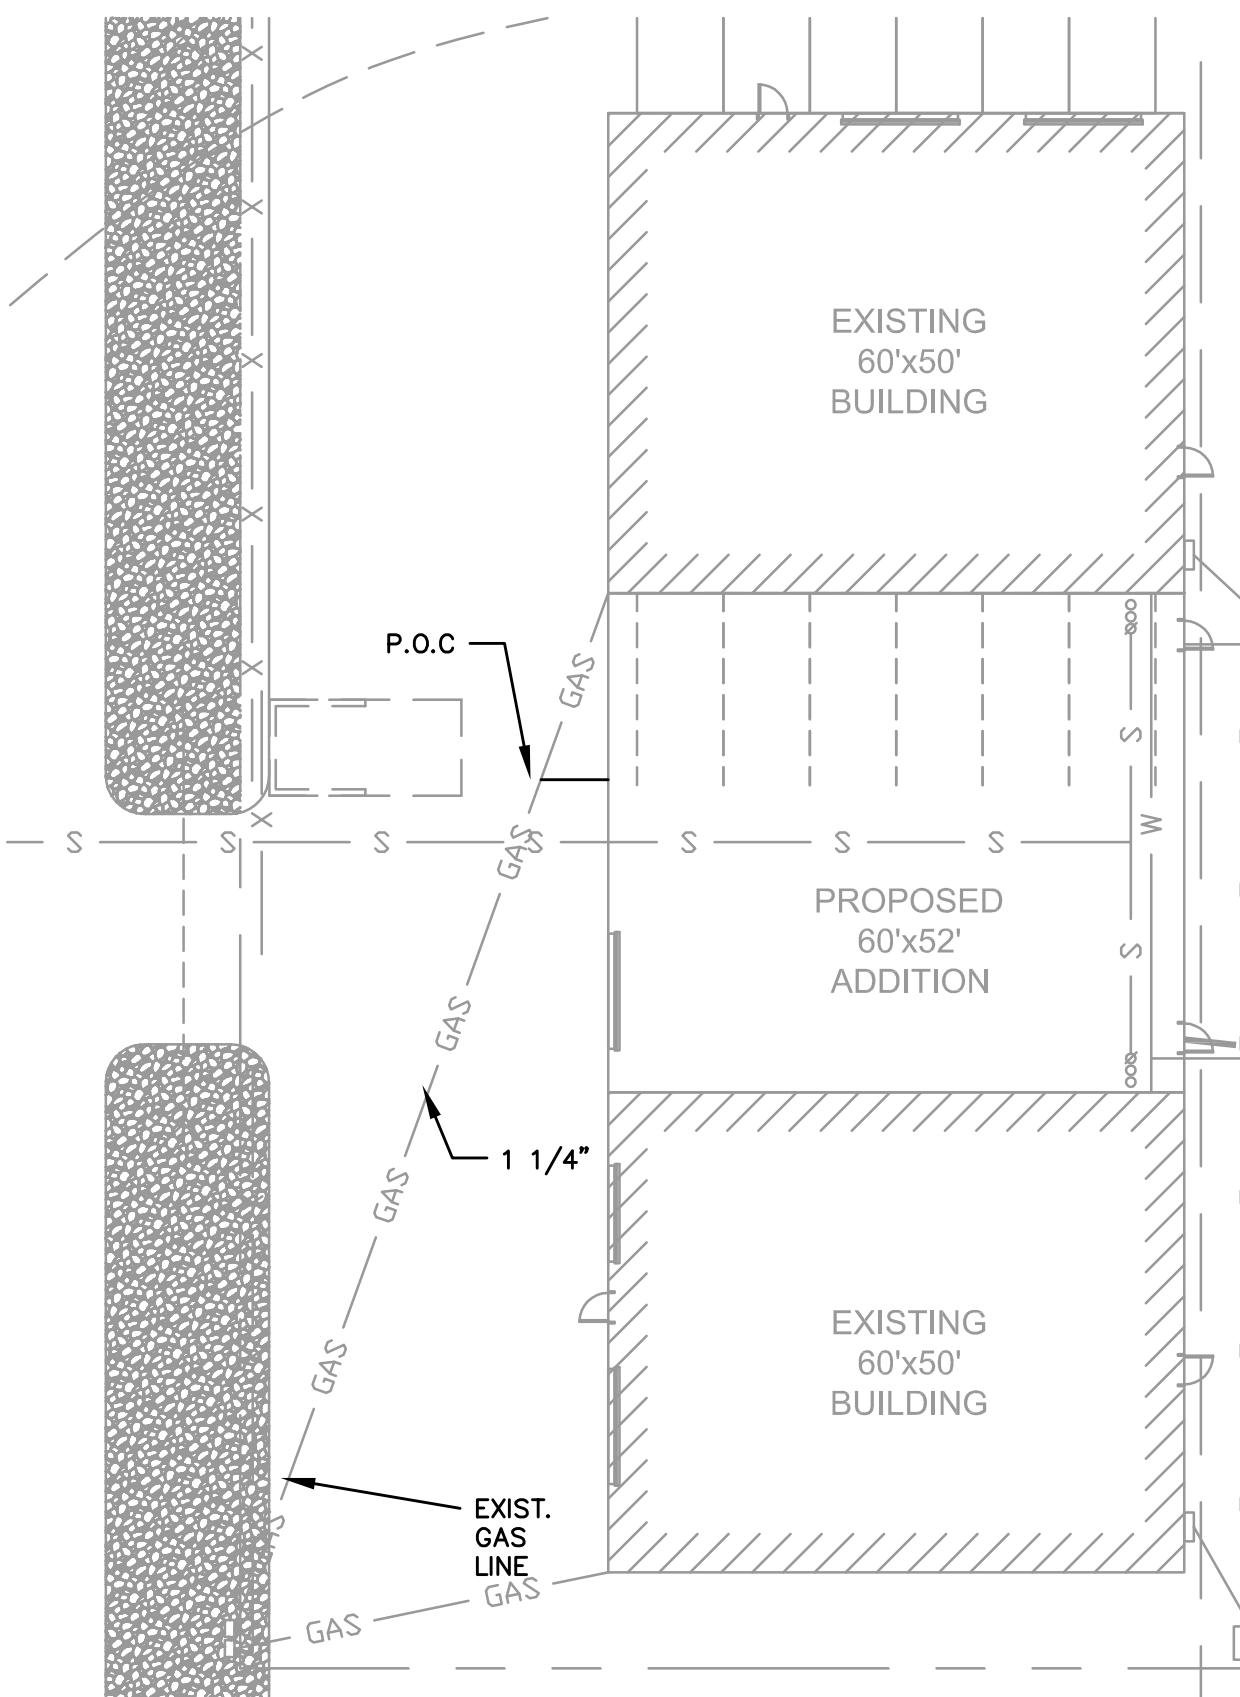 X
X
EXISTING
60'x50'
BUILDING
X
X
P.O.C
GAS
X
S
X
W
S
S
S
GAS
S
S
S
S
PROPOSED
60'x52'
ADDITION
S
GAS
1 1/4"
GAS
EXISTING
60'x50'
BUILDING
GAS
EXIST.
GAS
LINE
GAS
GAS
GAS